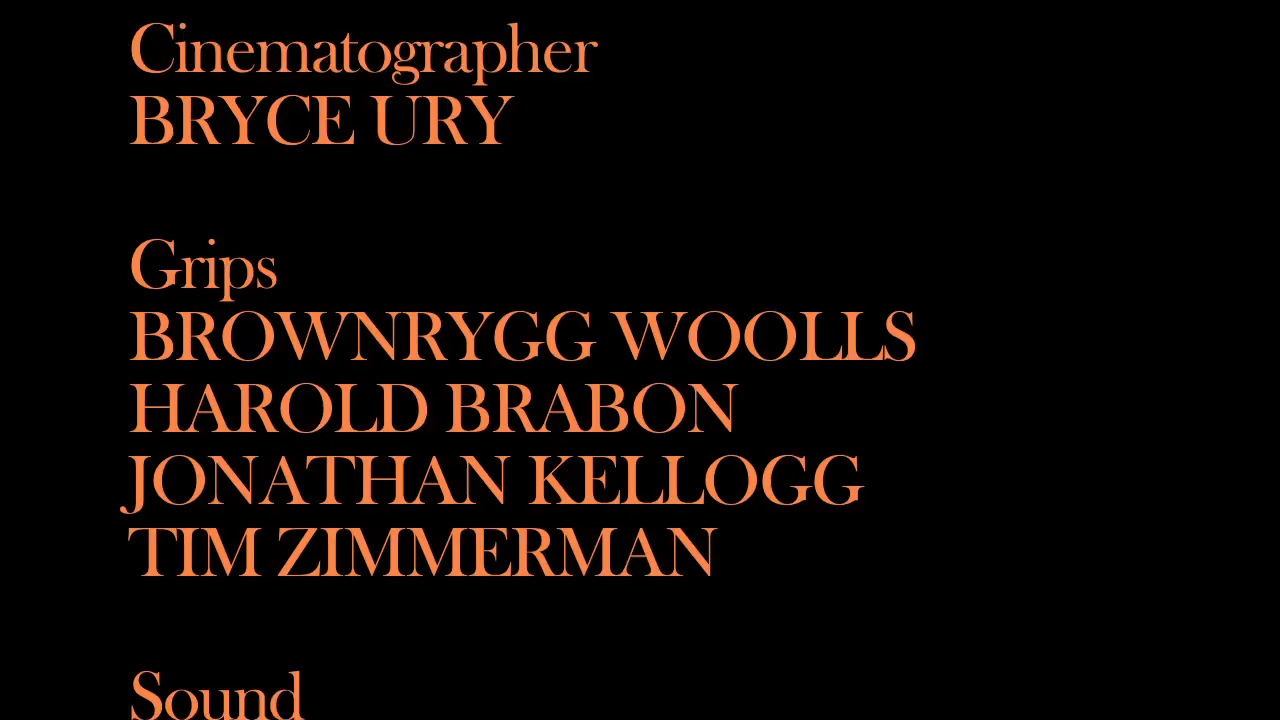 Cinematographer
BRYCE URY
Grips
BROWNRYGG WOOLLS
HAROLD BRABON
JONATHAN KELLOGG
TIM ZIMMERMAN
Sound